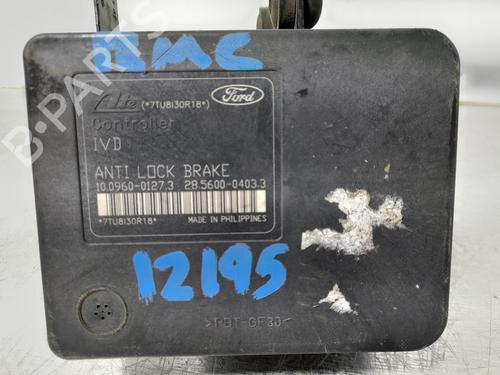 BMC
Ate (*7TU8I30R18*) Ford
Controller
IVD
ANTI LOCK BRAKE
10.0960-0127.3 28.5600-0403.3
*7TU8I30R18* MADE IN PHILIPPINES
12195
>PBT-GF30<
B-PARTS